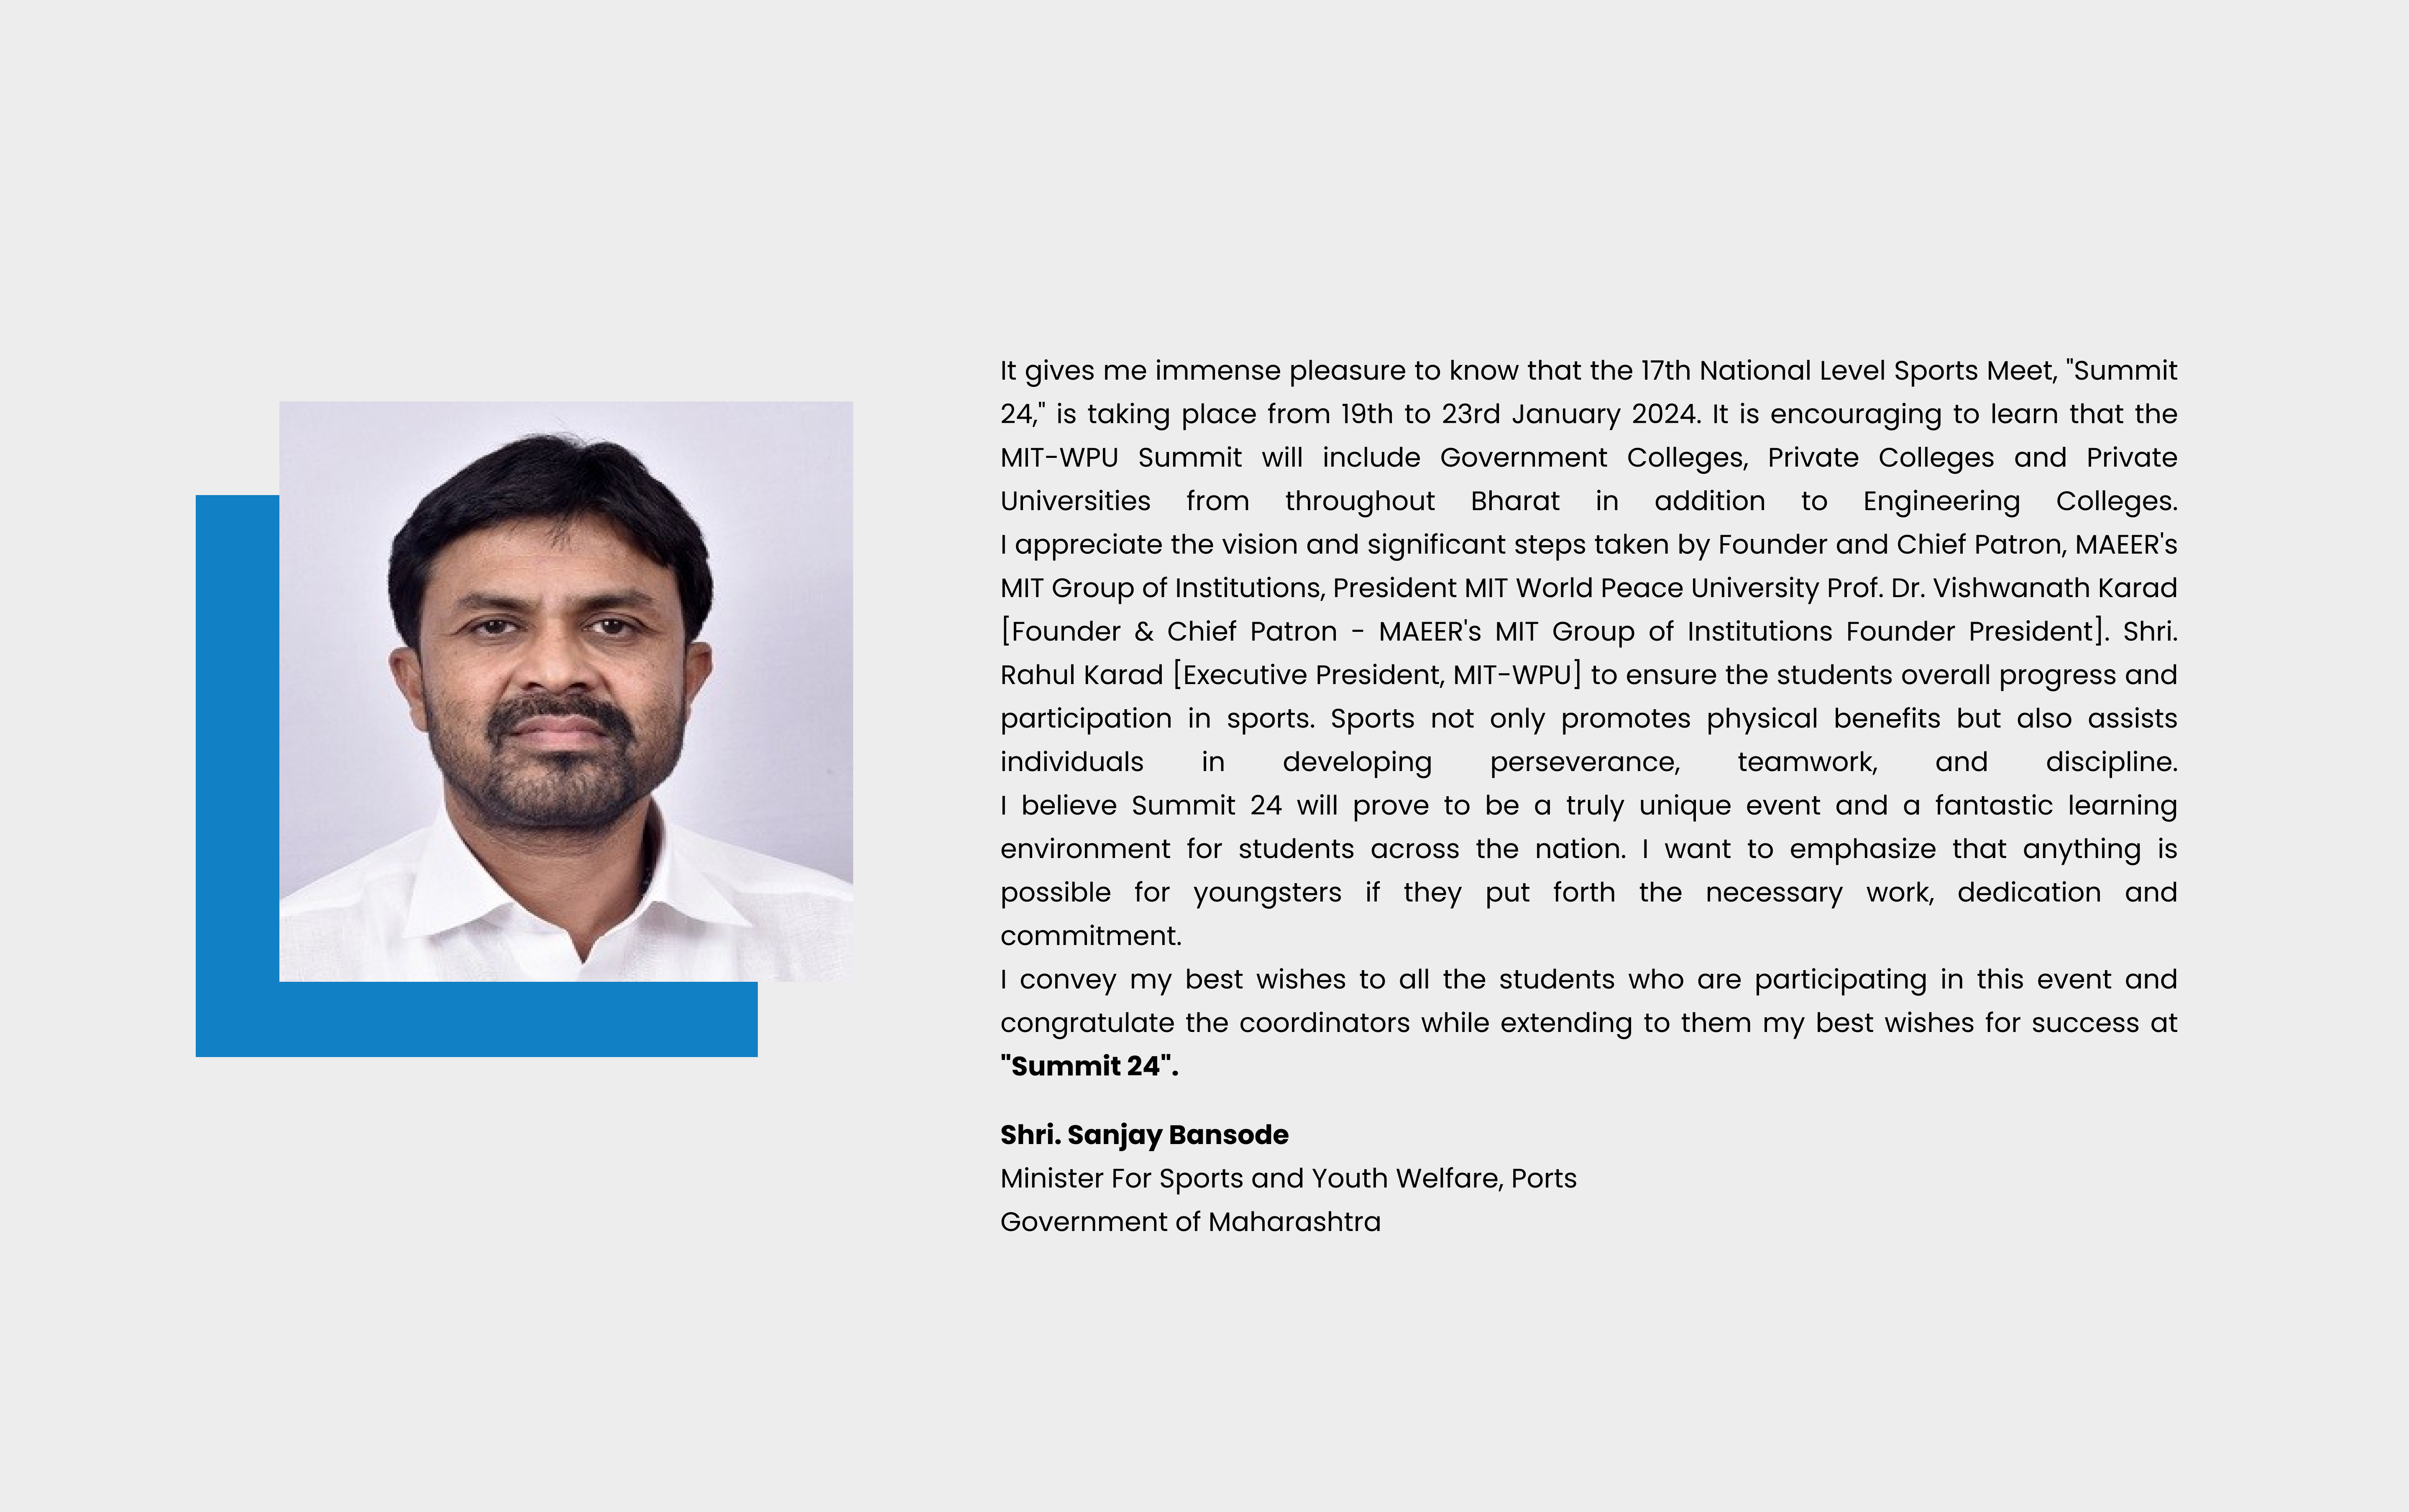 It gives me immense pleasure to know that the 17th National Level Sports Meet, "Summit
24," is taking place from 19th to 23rd January 2024. It is encouraging to learn that the
MIT-WPU Summit will include Government Colleges, Private Colleges and Private
Universities from throughout Bharat in addition to Engineering Colleges.
I appreciate the vision and significant steps taken by Founder and Chief Patron, MAEER's
MIT Group of Institutions, President MIT World Peace University Prof. Dr. Vishwanath Karad
[Founder & Chief Patron - MAEER's MIT Group of Institutions Founder President]. Shri.
Rahul Karad [Executive President, MIT-WPU] to ensure the students overall progress and
participation in sports. Sports not only promotes physical benefits but also assists
individuals in developing perseverance, teamwork, and discipline.
I believe Summit 24 will prove to be a truly unique event and a fantastic learning
environment for students across the nation. I want to emphasize that anything is
possible for youngsters if they put forth the necessary work, dedication and
commitment.
I convey my best wishes to all the students who are participating in this event and
congratulate the coordinators while extending to them my best wishes for success at
"Summit 24".
Shri. Sanjay Bansode
Minister For Sports and Youth Welfare, Ports
Government of Maharashtra